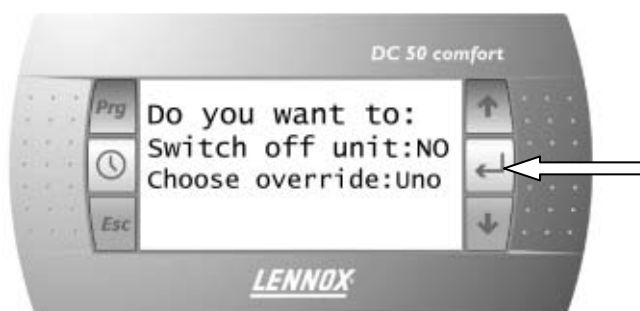 DC 50 comfort
Prg
Do you want to:
Switch off unit:NO
Choose override:Uno
Esc
LENNOX